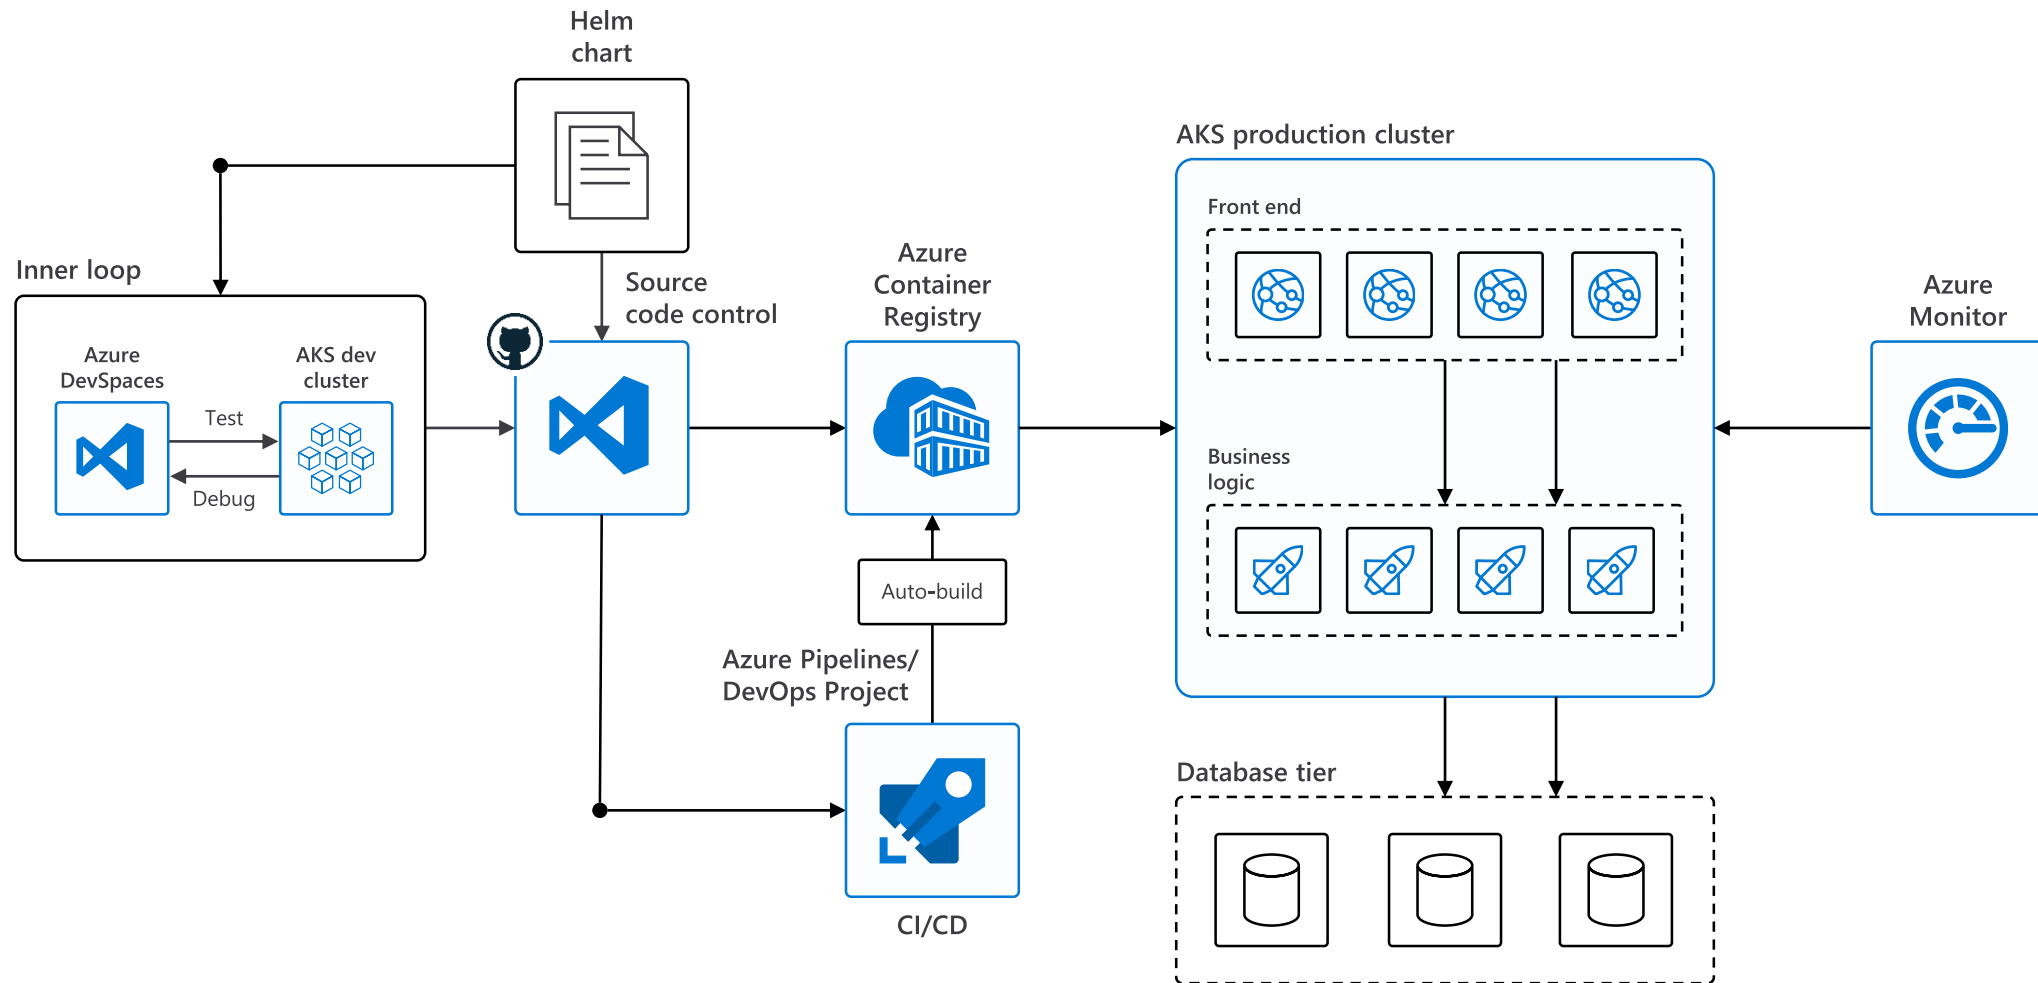 Helm
chart
AKS production cluster
Front end
Azure
Container
Registry
Inner loop
Source
code control
Azure
Monitor
Azure
DevSpaces
AKS dev
cluster
Test
Debug
Business
logic
Auto-build
Azure Pipelines/
DevOps Project
Database tier
CI/CD